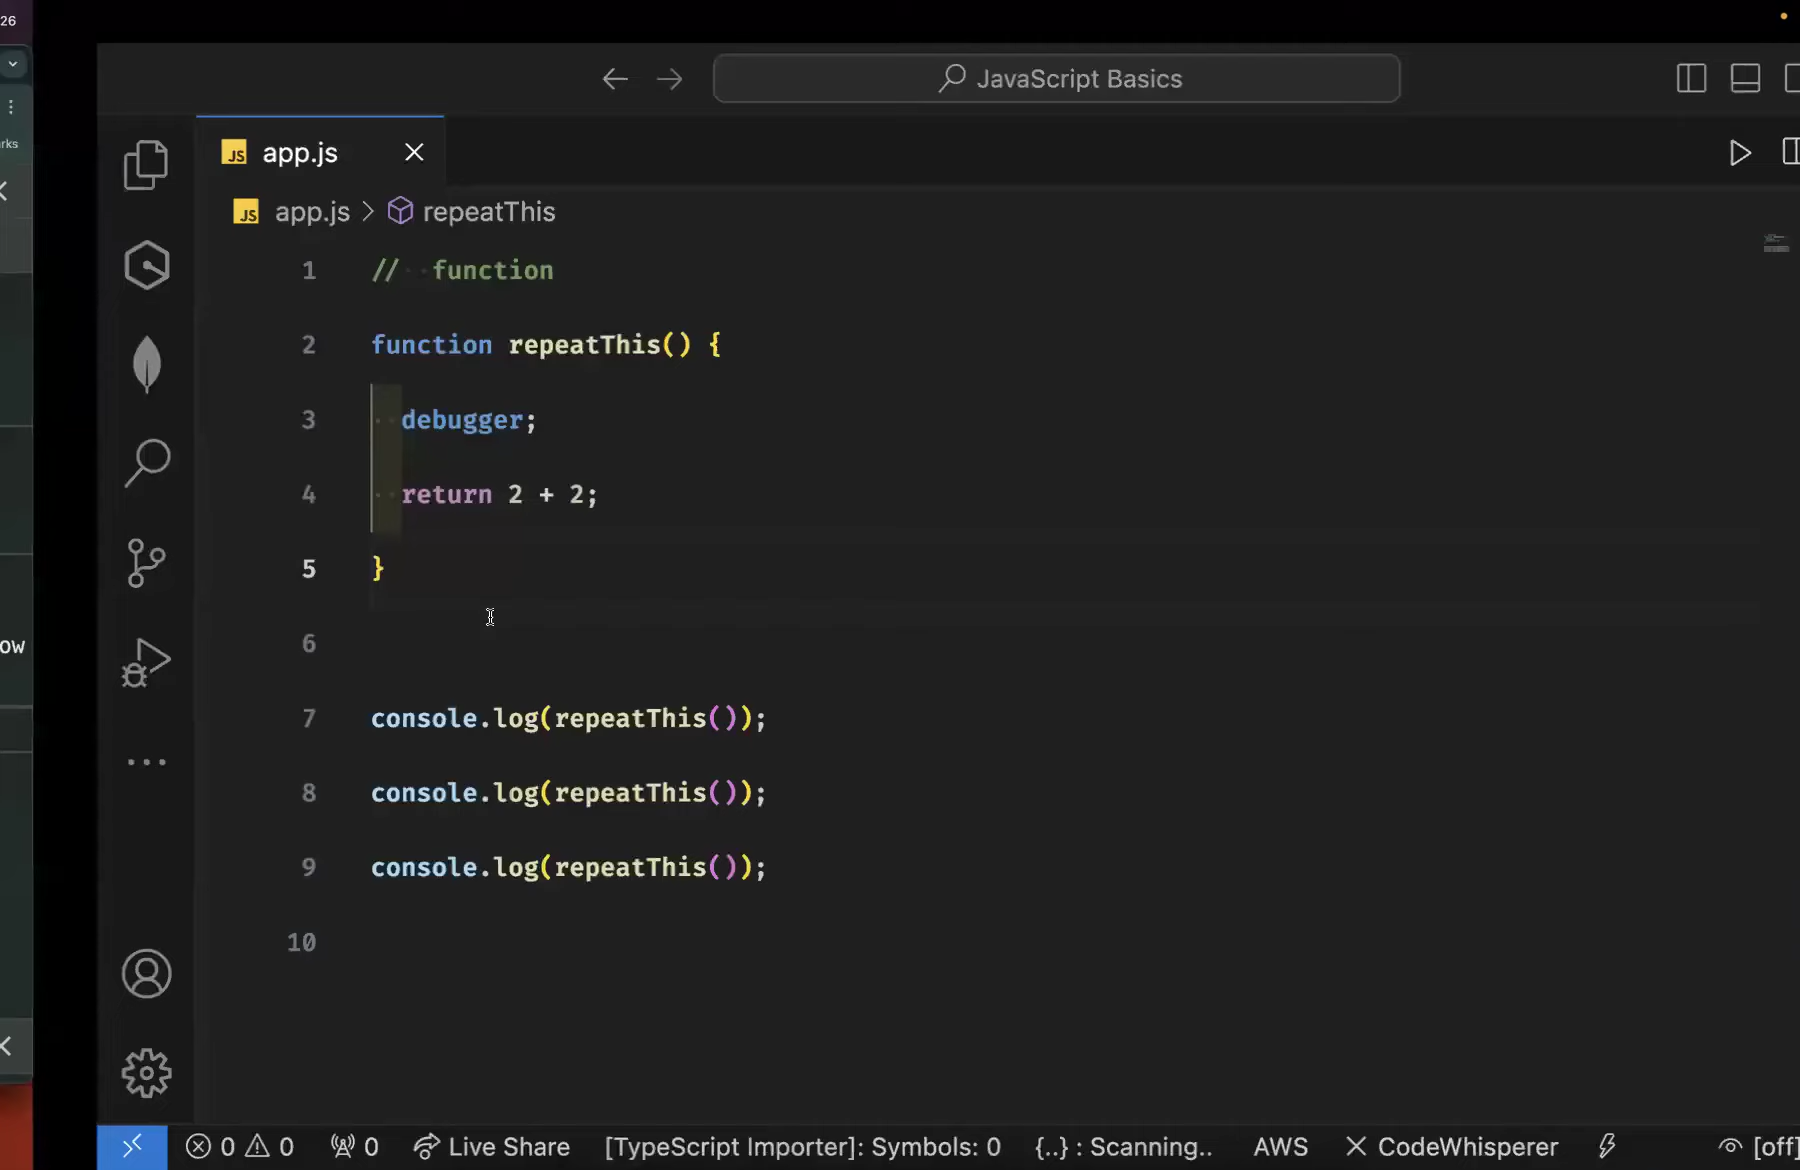 26
JavaScript Basics
rks
JS app.js
JS app.js > repeatThis
1 // function
2 function repeatThis() {
3 debugger;
4 return 2 + 2;
5 }
6
ow
7 console.log(repeatThis());
8 console.log(repeatThis());
9 console.log(repeatThis());
10
0 0 0 Live Share [TypeScript Importer]: Symbols: 0 {..} : Scanning.. AWS CodeWhisperer [off]